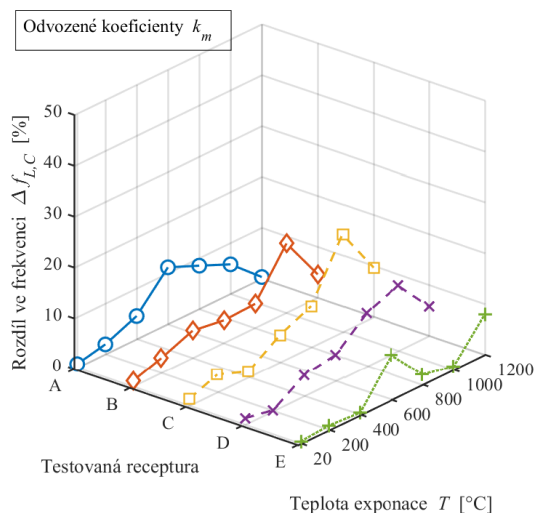 Odvozené koeficienty k_m
Rozdíl ve frekvenci Δf_{L,C} [%]
50
40
30
20
10
0
A
B
C
D
E
20
200
400
600
800
1000
1200
Testovaná receptura
Teplota exponace T [°C]